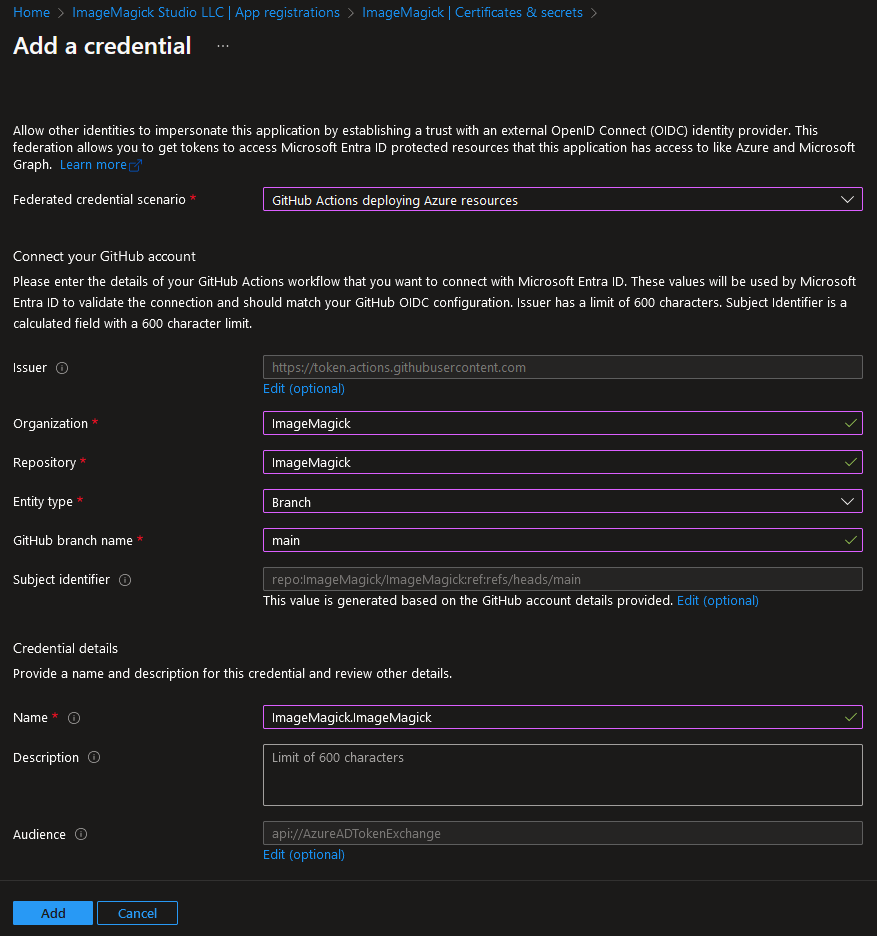 Home > ImageMagick Studio LLC | App registrations > ImageMagick | Certificates & secrets >
Add a credential ...
Allow other identities to impersonate this application by establishing a trust with an external OpenID Connect (OIDC) identity provider. This
federation allows you to get tokens to access Microsoft Entra ID protected resources that this application has access to like Azure and Microsoft
Graph. Learn more
Federated credential scenario * GitHub Actions deploying Azure resources
Connect your GitHub account
Please enter the details of your GitHub Actions workflow that you want to connect with Microsoft Entra ID. These values will be used by Microsoft
Entra ID to validate the connection and should match your GitHub OIDC configuration. Issuer has a limit of 600 characters. Subject Identifier is a
calculated field with a 600 character limit.
Issuer https://token.actions.githubusercontent.com
Edit (optional)
Organization * ImageMagick
Repository * ImageMagick
Entity type * Branch
GitHub branch name * main
Subject identifier repo:ImageMagick/ImageMagick:ref:refs/heads/main
This value is generated based on the GitHub account details provided. Edit (optional)
Credential details
Provide a name and description for this credential and review other details.
Name * ImageMagick.ImageMagick
Description Limit of 600 characters
Audience api://AzureADTokenExchange
Edit (optional)
Add Cancel